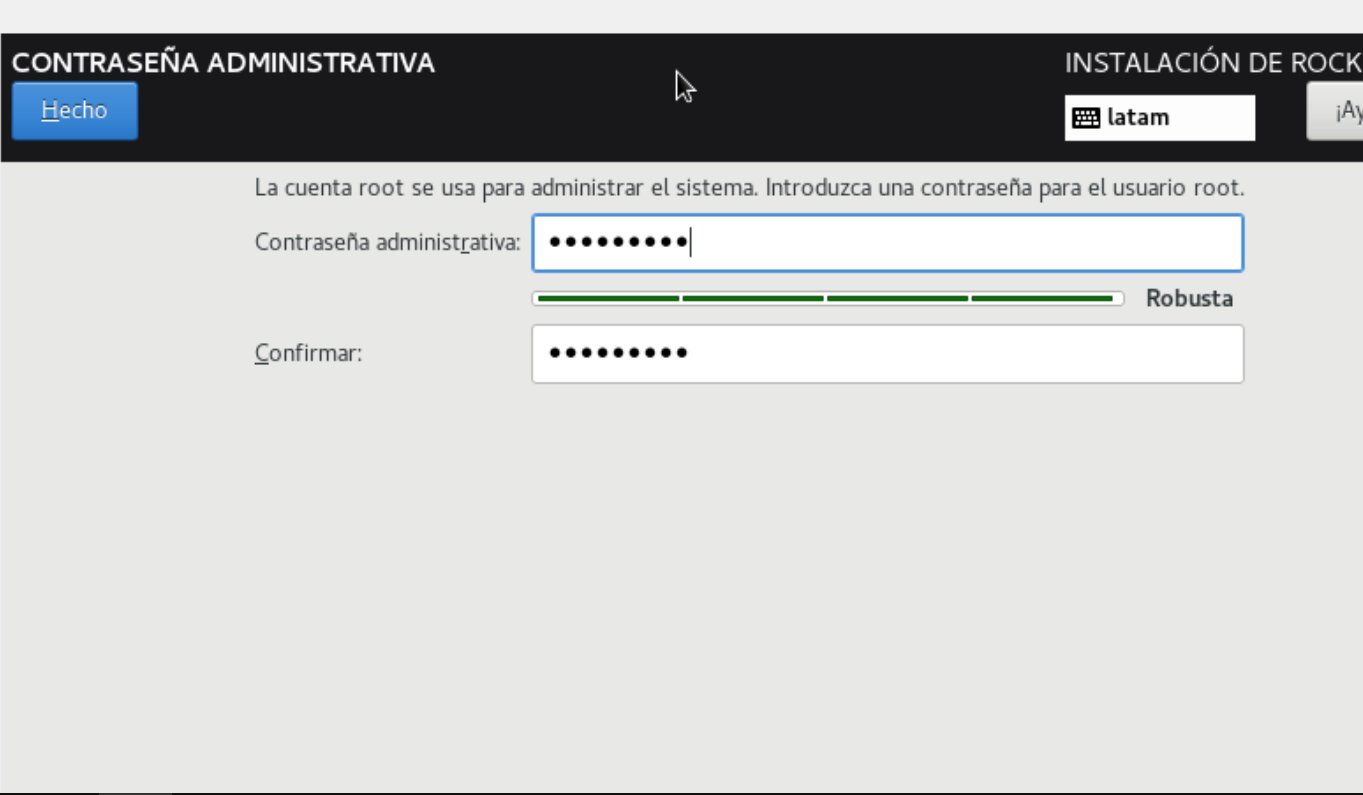 CONTRASEÑA ADMINISTRATIVA
INSTALACIÓN DE ROCK
Hecho
latam
La cuenta root se usa para administrar el sistema. Introduzca una contraseña para el usuario root.
Contraseña administrativa: •••••••••
Robusta
Confirmar: •••••••••